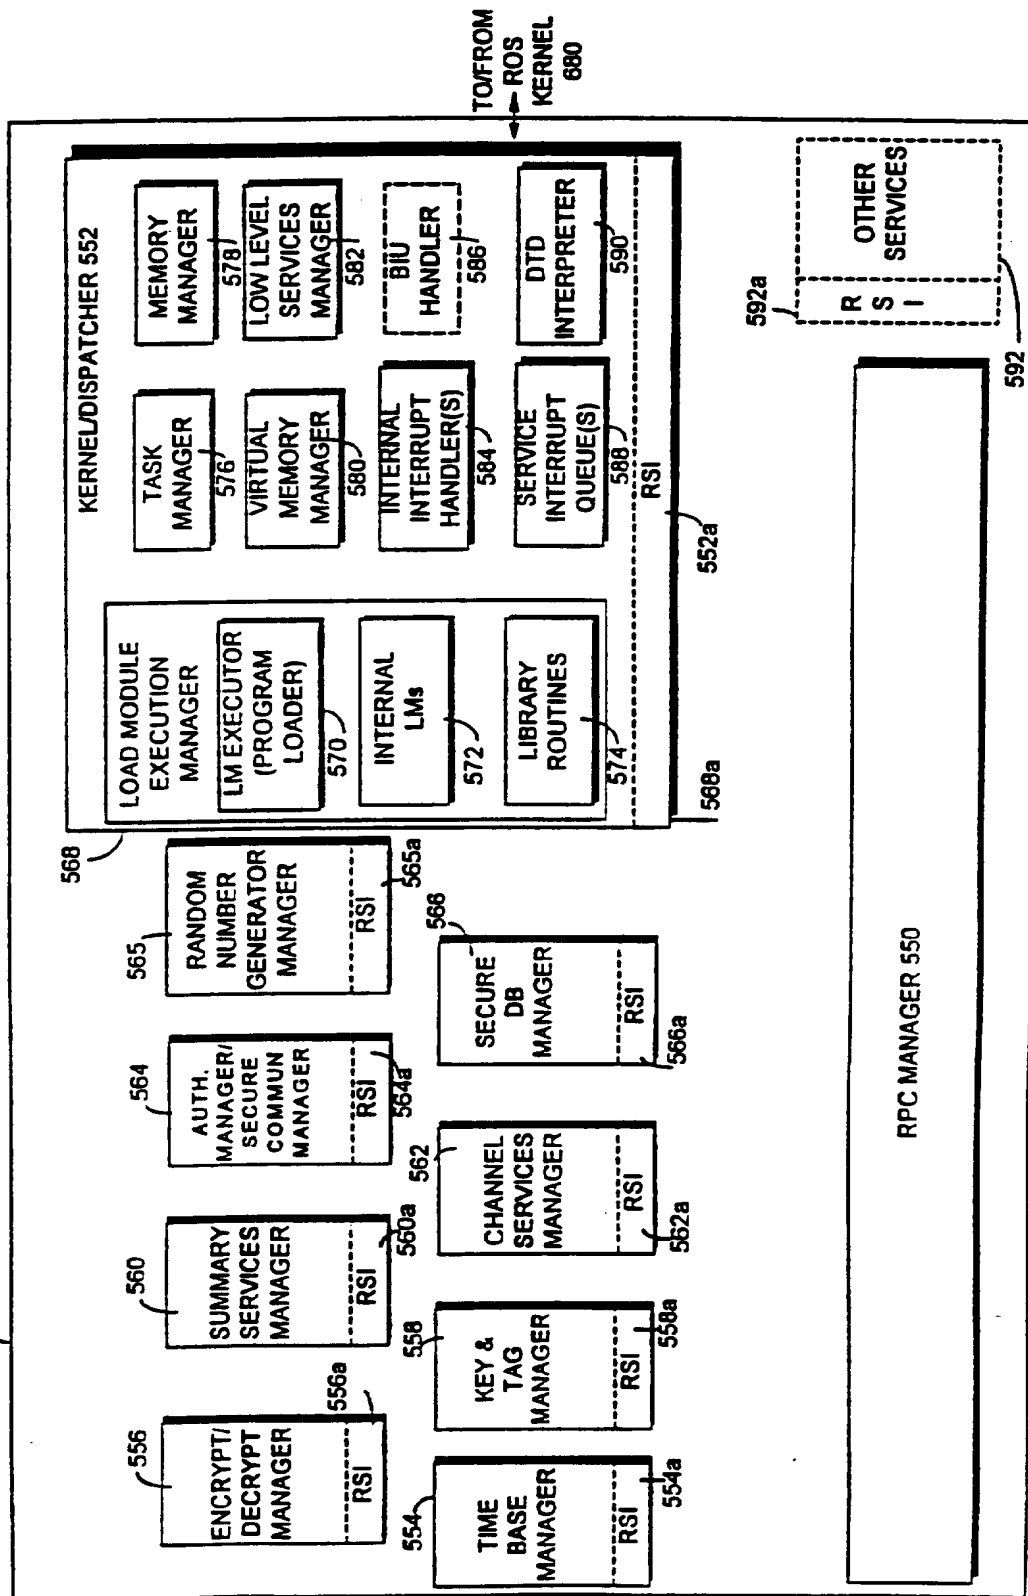 KERNEL/DISPATCHER 552
568
LOAD MODULE
EXECUTION
MANAGER
LM EXECUTOR
(PROGRAM
LOADER)
570
INTERNAL
LMs
572
LIBRARY
ROUTINES
574
568a
TASK
MANAGER
576
MEMORY
MANAGER
578
VIRTUAL
MEMORY
MANAGER
580
LOW LEVEL
SERVICES
MANAGER
582
INTERNAL
INTERRUPT
HANDLER(S)
584
BIU
HANDLER
586
SERVICE
INTERRUPT
QUEUE(S)
588
DTD
INTERPRETER
590
RSI
552a
TO/FROM
ROS
KERNEL
680
556
ENCRYPT/
DECRYPT
MANAGER
RSI
556a
560
SUMMARY
SERVICES
MANAGER
RSI
560a
564
AUTH.
MANAGER/
SECURE
COMMUN
MANAGER
RSI
564a
565
RANDOM
NUMBER
GENERATOR
MANAGER
RSI
565a
554
TIME
BASE
MANAGER
RSI
554a
558
KEY &
TAG
MANAGER
RSI
558a
562
CHANNEL
SERVICES
MANAGER
RSI
562a
566
SECURE
DB
MANAGER
RSI
566a
592a
R
S
I
OTHER
SERVICES
592
RPC MANAGER 550